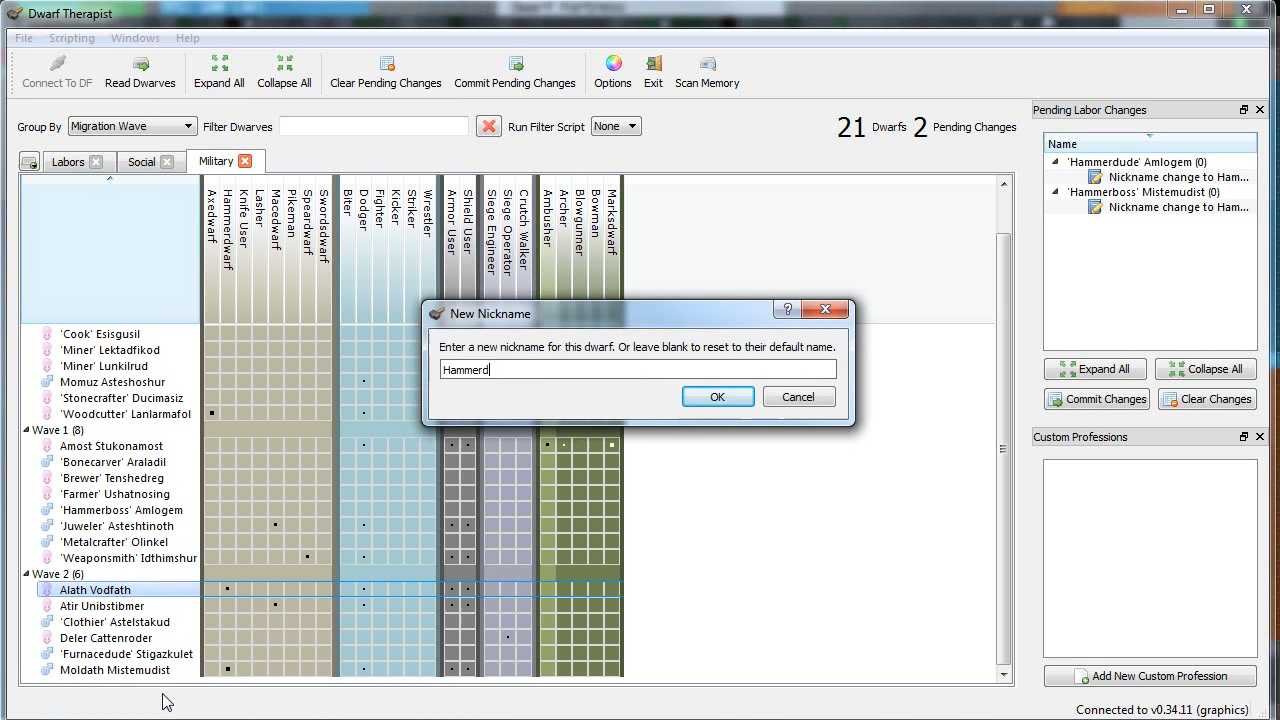 Dwarf Therapist
File Scripting Windows Help
Connect To DF Read Dwarves Expand All Collapse All Clear Pending Changes Commit Pending Changes Options Exit Scan Memory
Group By Migration Wave Filter Dwarves Run Filter Script None 21 Dwarfs 2 Pending Changes
Labors Social Military
Axedwarf Hammerdwarf Knife User Lasher Macedwarf Pikeman Speardwarf Swordsdwarf Biter Dodger Fighter Kicker Striker Wrestler Armor User Shield User Siege Engineer Siege Operator Crutch Walker Ambusher Archer Blowgunner Bowman Marksdwarf
'Cook' Esisgusil
'Miner' Lektadfikod
'Miner' Lunkilrud
Momuz Asteshoshur
'Stonecrafter' Ducimasiz
'Woodcutter' Lanlarmafol
Wave 1 (8)
Amost Stukonamost
'Bonecarver' Araladil
'Brewer' Tenshedreg
'Farmer' Ushatnosing
'Hammerboss' Amlogem
'Juweler' Asteshtinoth
'Metalcrafter' Olinkel
'Weaponsmith' Idthimshur
Wave 2 (6)
Alath Vodfath
Atir Unibstibmer
'Clothier' Astelstakud
Deler Cattenroder
'Furnacedude' Stigazkulet
Moldath Mistemudist
New Nickname
Enter a new nickname for this dwarf. Or leave blank to reset to their default name.
Hammerd
OK Cancel
Pending Labor Changes
Name
'Hammerdude' Amlogem (0)
Nickname change to Ham...
'Hammerboss' Mistemudist (0)
Nickname change to Ham...
Expand All Collapse All
Commit Changes Clear Changes
Custom Professions
Add New Custom Profession
Connected to v0.34.11 (graphics)